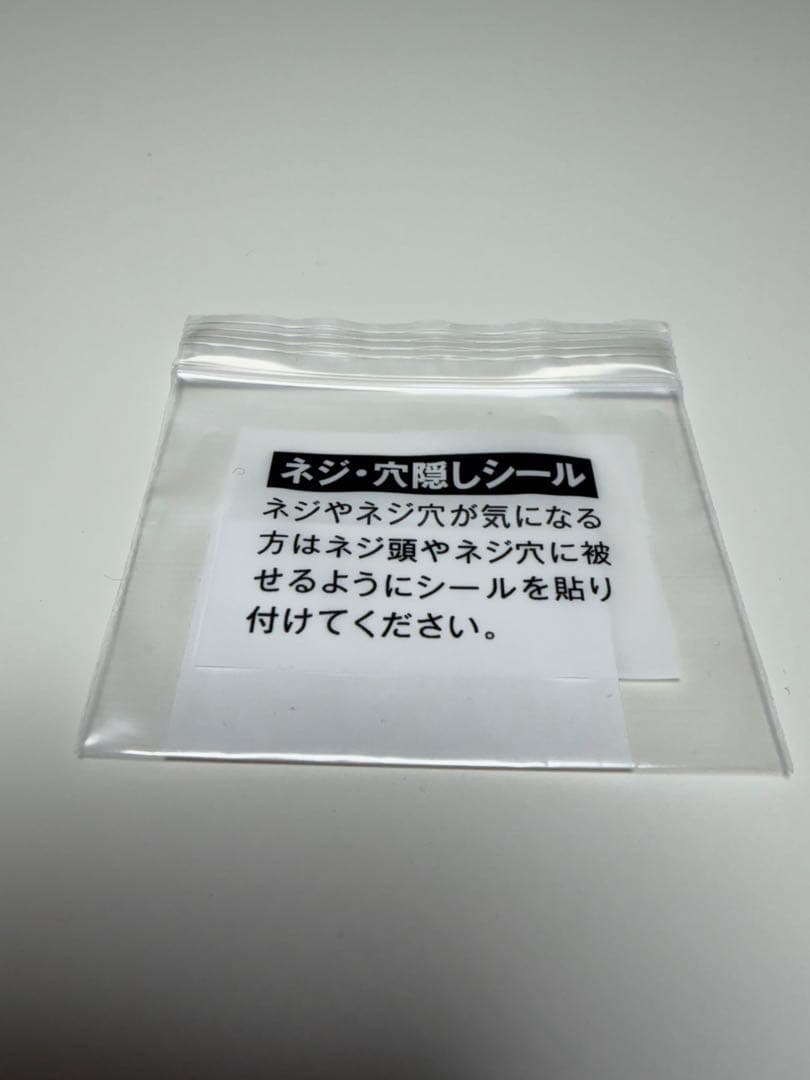 ネジ・穴隠しシール
ネジやネジ穴が気になる
方はネジ頭やネジ穴に被
せるようにシールを貼り
付けてください。